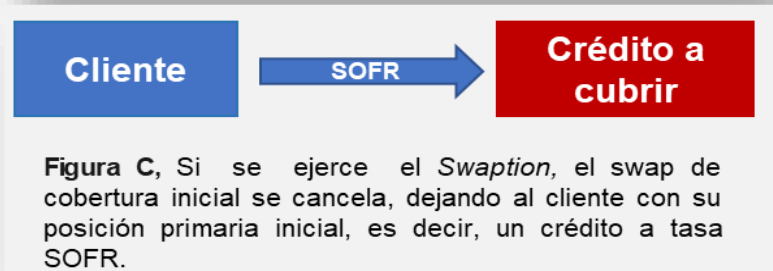 Cliente
SOFR
Crédito a
cubrir
Figura C, Si se ejerce el Swaption, el swap de
cobertura inicial se cancela, dejando al cliente con su
posición primaria inicial, es decir, un crédito a tasa
SOFR.